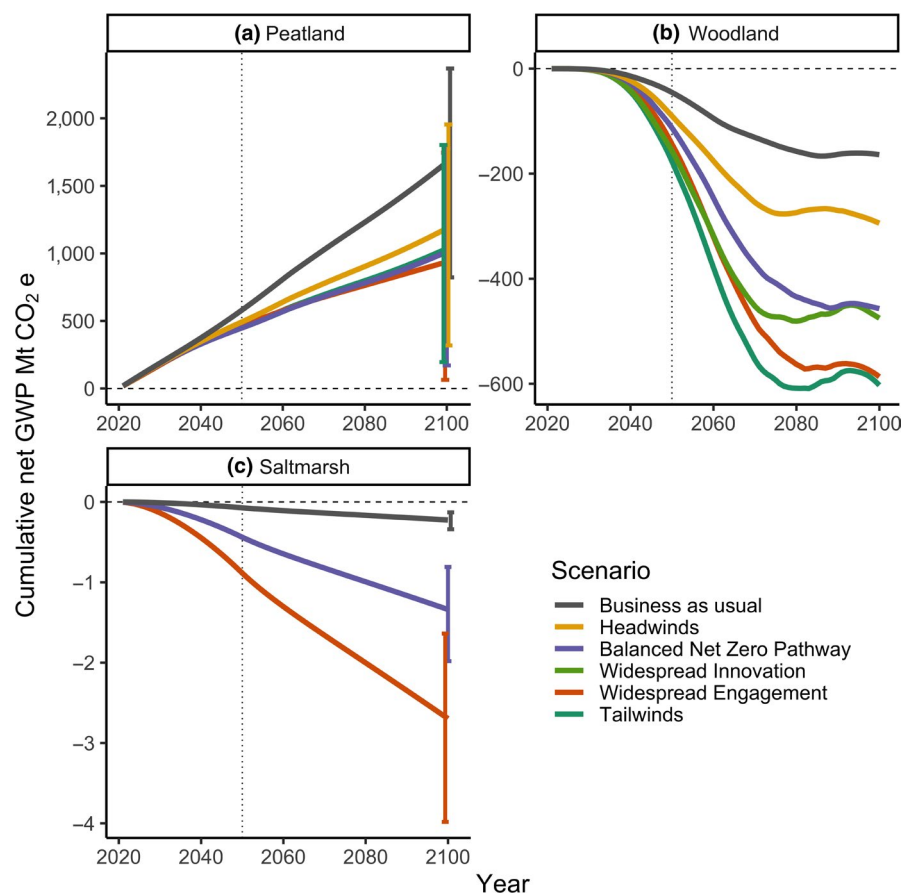 (a) Peatland
(b) Woodland
2,000
1,500
1,000
500
0
2020 2040 2060 2080 2100
0
−200
−400
−600
2020 2040 2060 2080 2100
(c) Saltmarsh
0
−1
−2
−3
−4
2020 2040 2060 2080 2100
Cumulative net GWP Mt CO₂ e
Year
Scenario
Business as usual
Headwinds
Balanced Net Zero Pathway
Widespread Innovation
Widespread Engagement
Tailwinds